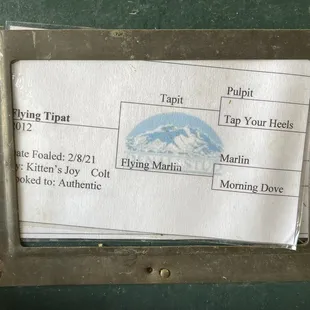 Pulpit
Tapit
Flying Tipat
2012
Tap Your Heels
ate Foaled: 2/8/21
y: Kitten's Joy Colt
ooked to: Authentic
Flying Marlia
Marlin
Morning Dove